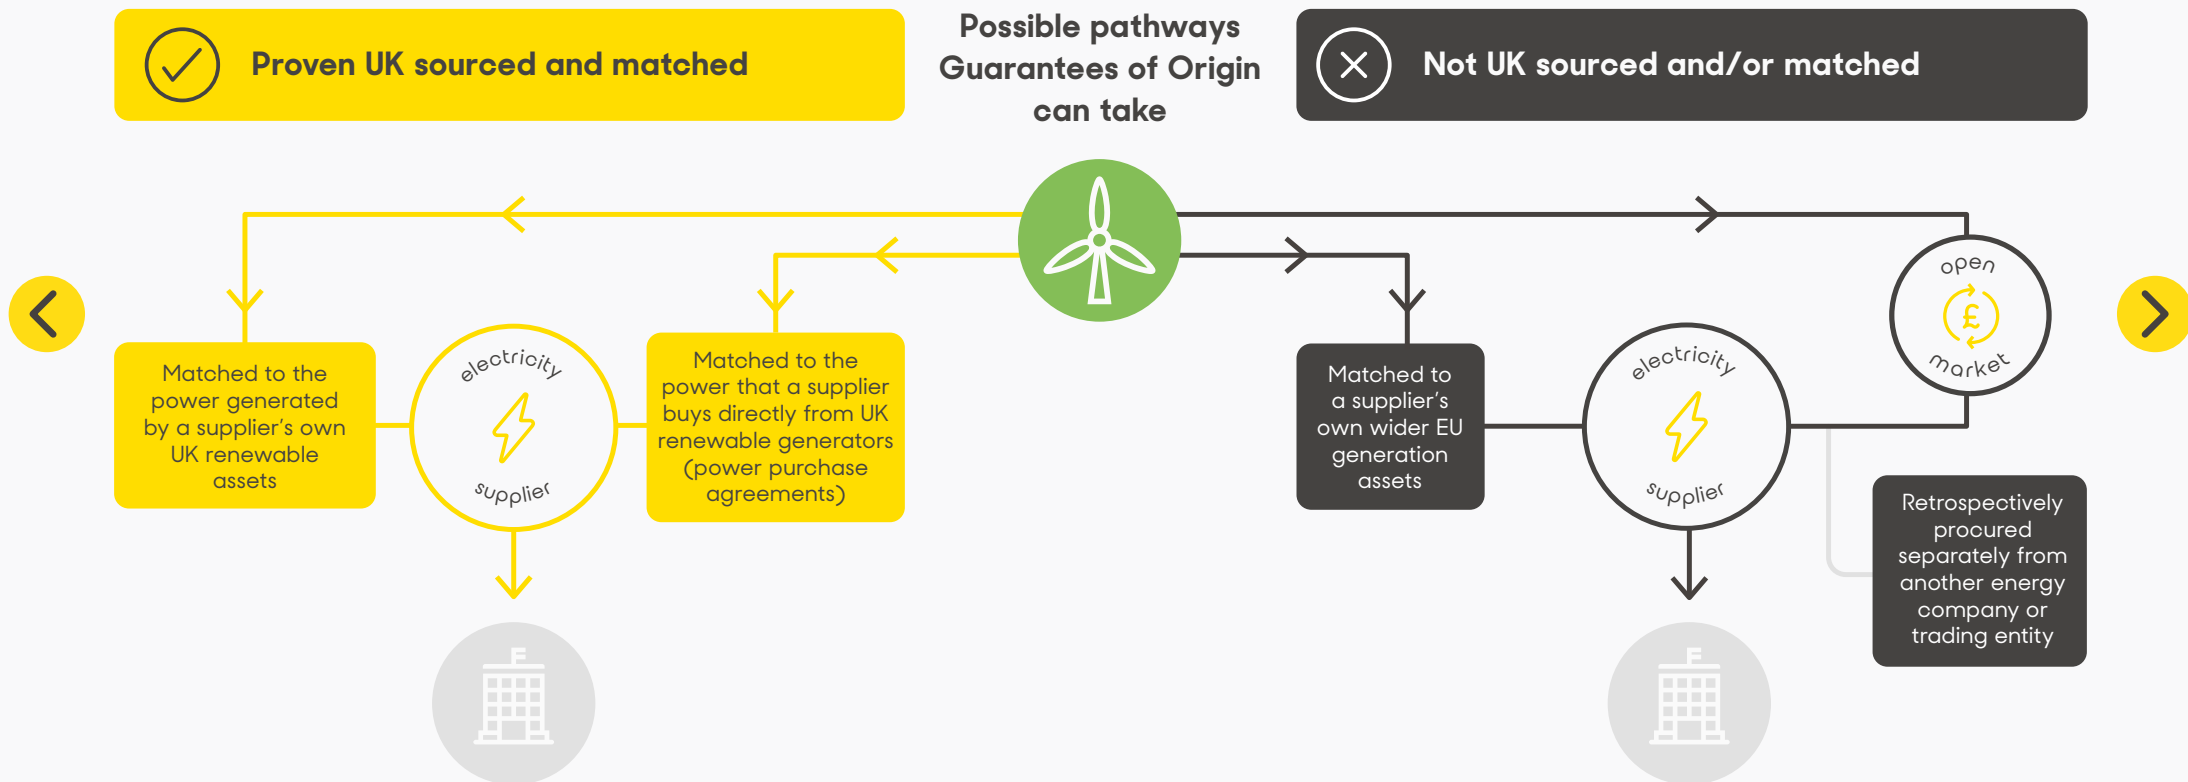 Proven UK sourced and matched
Possible pathways
Guarantees of Origin
can take
Not UK sourced and/or matched
Matched to the
power generated
by a supplier's own
UK renewable
assets
electricity
supplier
Matched to the
power that a supplier
buys directly from UK
renewable generators
(power purchase
agreements)
Matched to
a supplier's
own wider EU
generation
assets
electricity
supplier
open
£
market
Retrospectively
procured
separately from
another energy
company or
trading entity